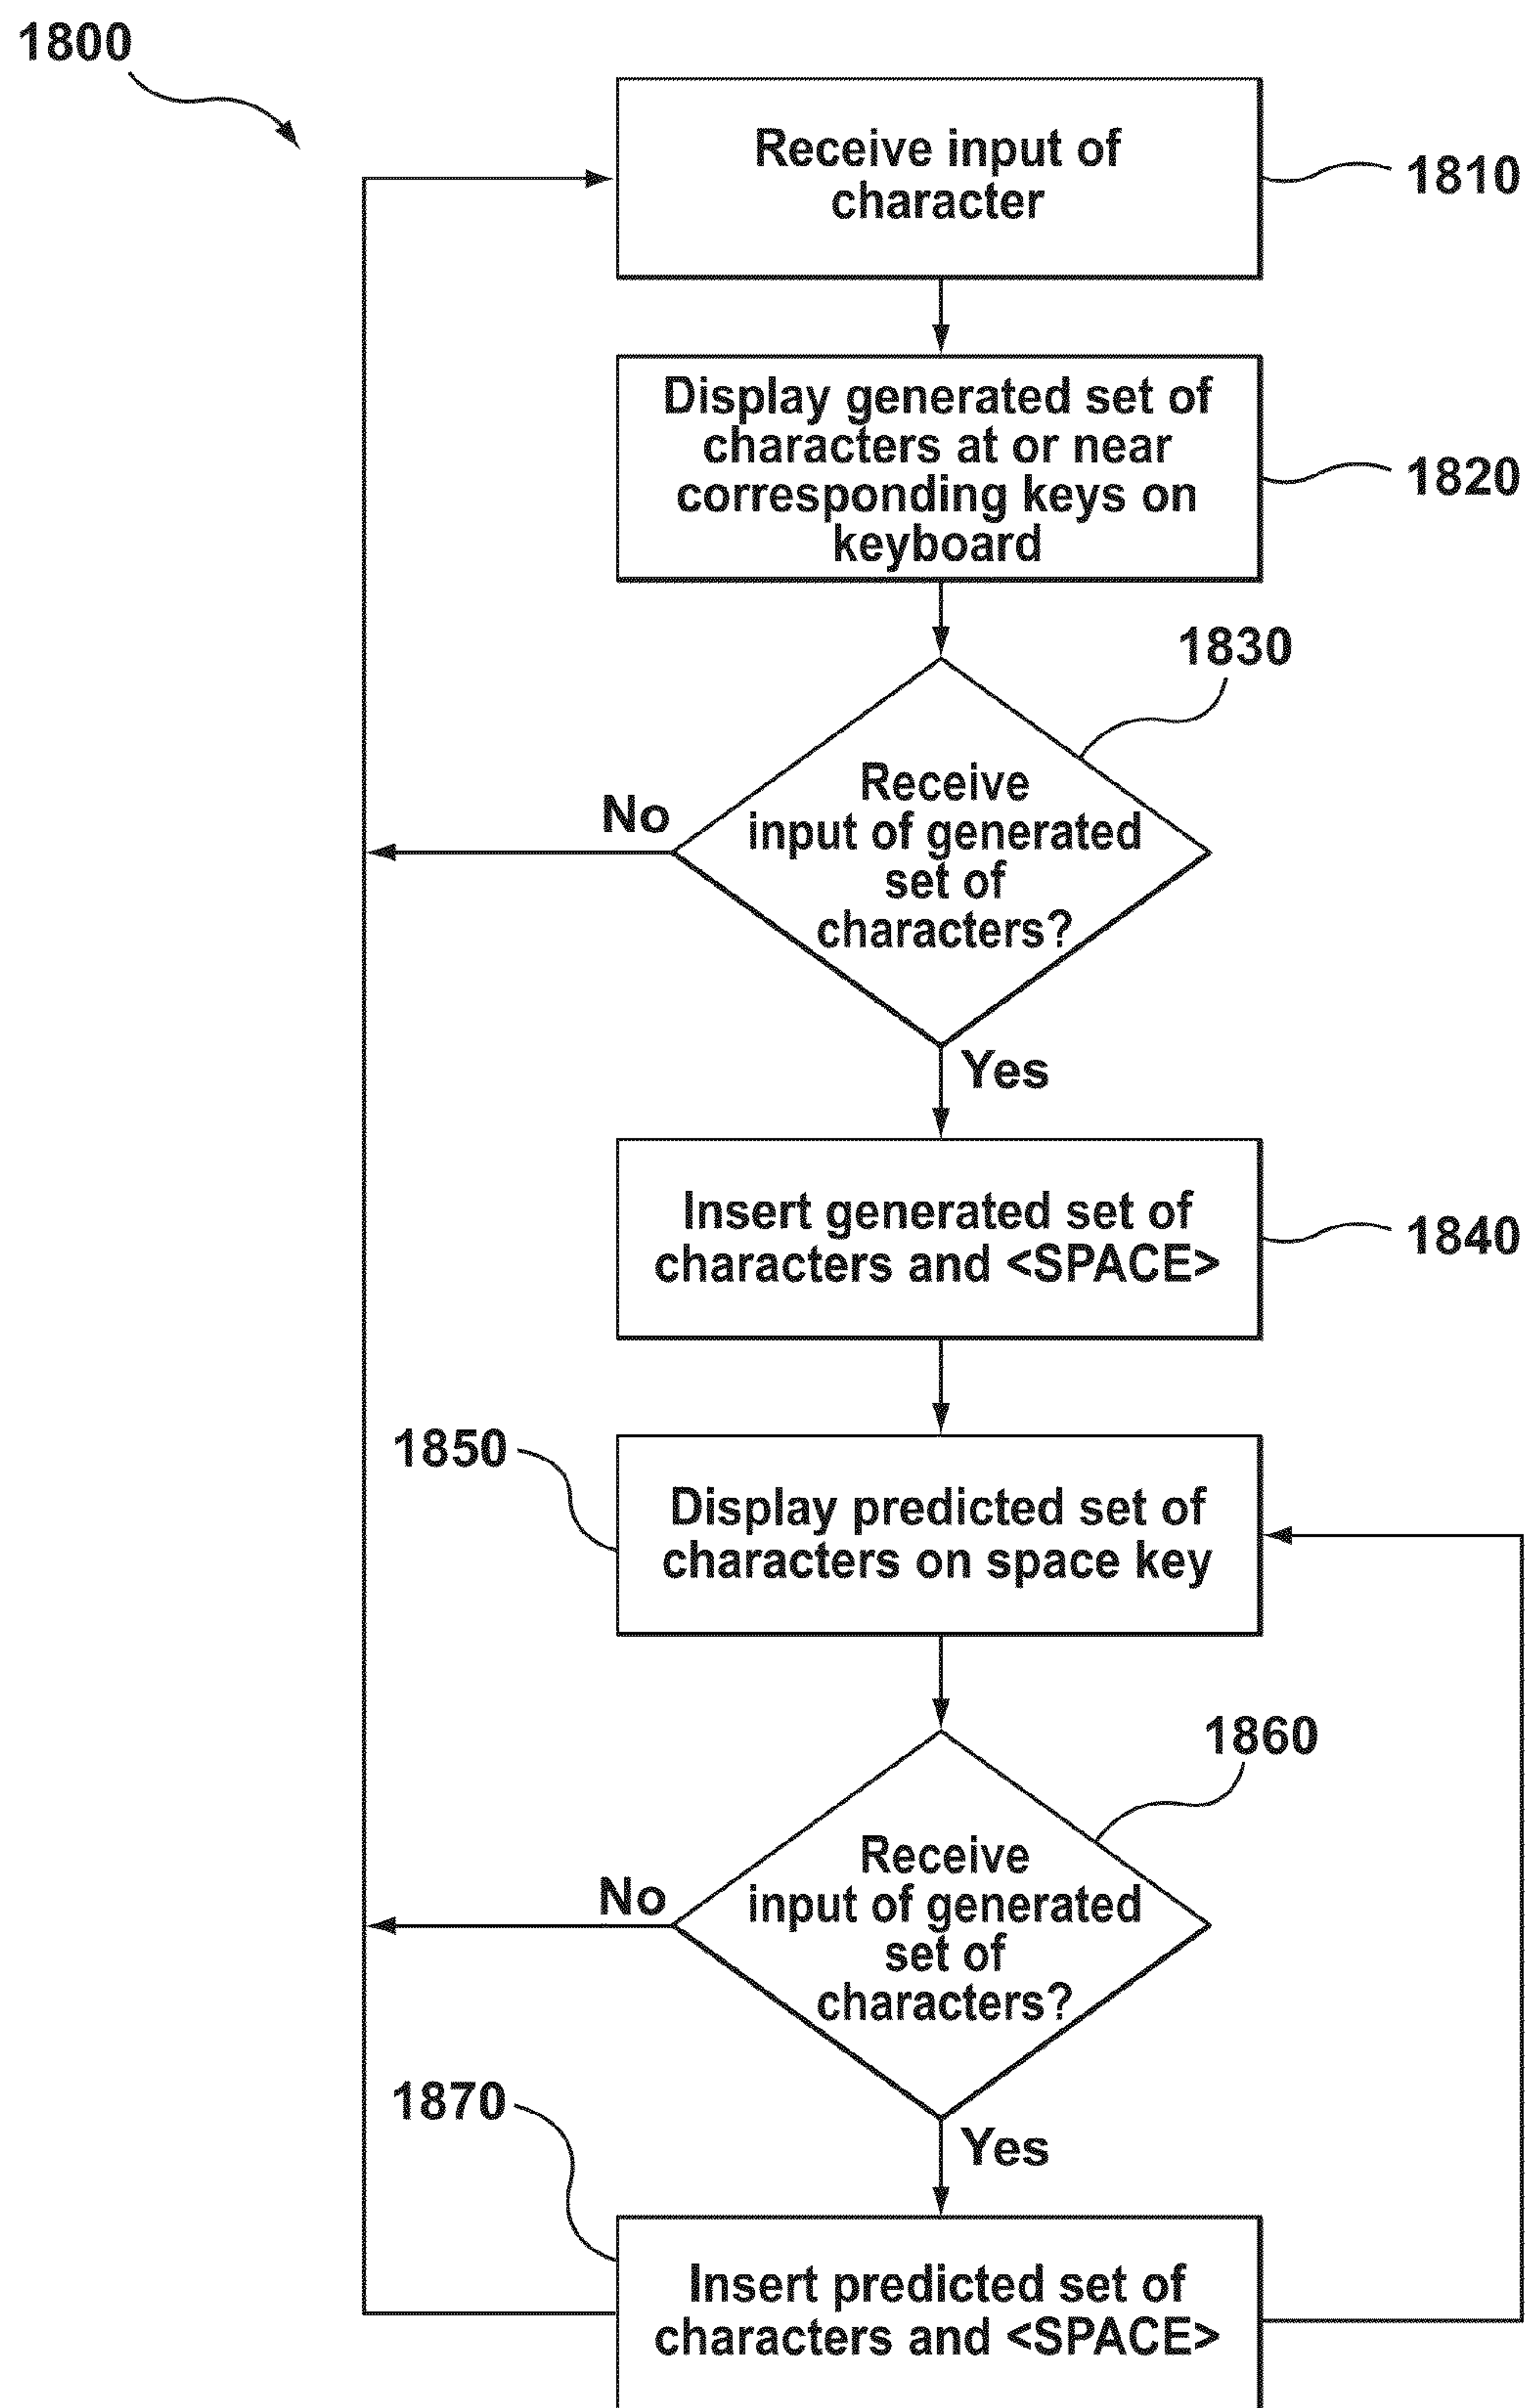 1800
Receive input of
character
1810
Display generated set of
characters at or near
corresponding keys on
keyboard
1820
1830
Receive
input of generated
set of
characters?
No
Yes
Insert generated set of
characters and <SPACE>
1840
1850
Display predicted set of
characters on space key
1860
Receive
input of generated
set of
characters?
No
Yes
1870
Insert predicted set of
characters and <SPACE>